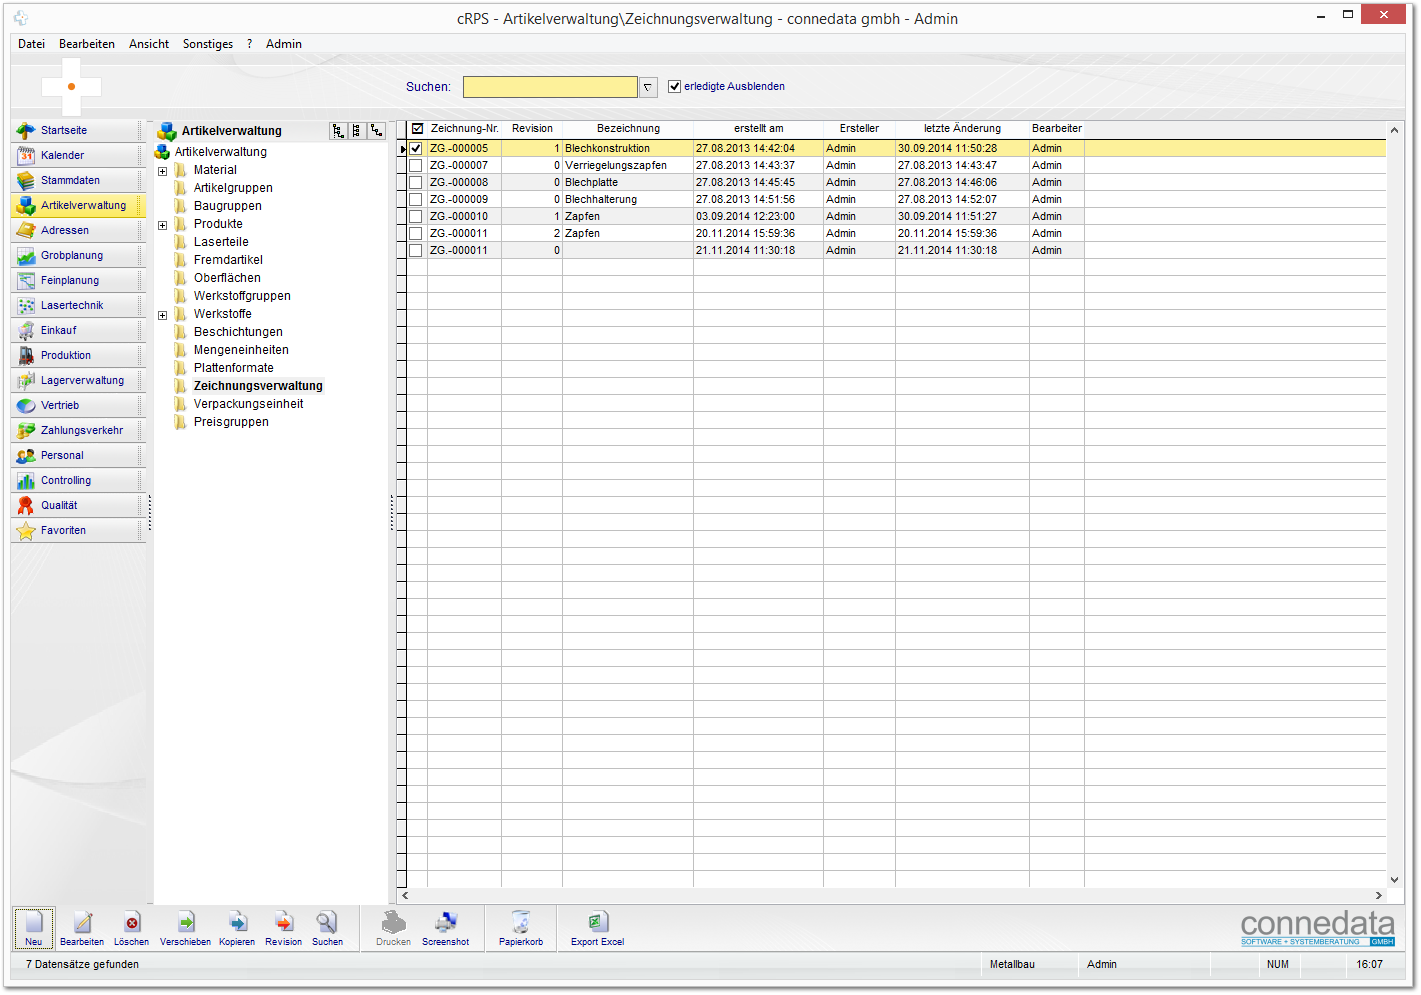 cRPS - Artikelverwaltung\Zeichnungsverwaltung - connedata gmbh - Admin
Datei Bearbeiten Ansicht Sonstiges ? Admin
Suchen: erledigte Ausblenden
Startseite
Kalender
Stammdaten
Artikelverwaltung
Adressen
Grobplanung
Feinplanung
Lasertechnik
Einkauf
Produktion
Lagerverwaltung
Vertrieb
Zahlungsverkehr
Personal
Controlling
Qualität
Favoriten
Artikelverwaltung
Artikelverwaltung
Material
Artikelgruppen
Baugruppen
Produkte
Laserteile
Fremdartikel
Oberflächen
Werkstoffgruppen
Werkstoffe
Beschichtungen
Mengeneinheiten
Plattenformate
Zeichnungsverwaltung
Verpackungseinheit
Preisgruppen
Zeichnung-Nr. Revision Bezeichnung erstellt am Ersteller letzte Änderung Bearbeiter
ZG.-000005 1 Blechkonstruktion 27.08.2013 14:42:04 Admin 30.09.2014 11:50:28 Admin
ZG.-000007 0 Verriegelungszapfen 27.08.2013 14:43:37 Admin 27.08.2013 14:43:47 Admin
ZG.-000008 0 Blechplatte 27.08.2013 14:45:45 Admin 27.08.2013 14:46:06 Admin
ZG.-000009 0 Blechhalterung 27.08.2013 14:51:56 Admin 27.08.2013 14:52:07 Admin
ZG.-000010 1 Zapfen 03.09.2014 12:23:00 Admin 30.09.2014 11:51:27 Admin
ZG.-000011 2 Zapfen 20.11.2014 15:59:36 Admin 20.11.2014 15:59:36 Admin
ZG.-000011 0 21.11.2014 11:30:18 Admin 21.11.2014 11:30:18 Admin
Neu Bearbeiten Löschen Verschieben Kopieren Revision Suchen Drucken Screenshot Papierkorb Export Excel
connedata
SOFTWARE + SYSTEMBERATUNG GMBH
7 Datensätze gefunden Metallbau Admin NUM 16:07